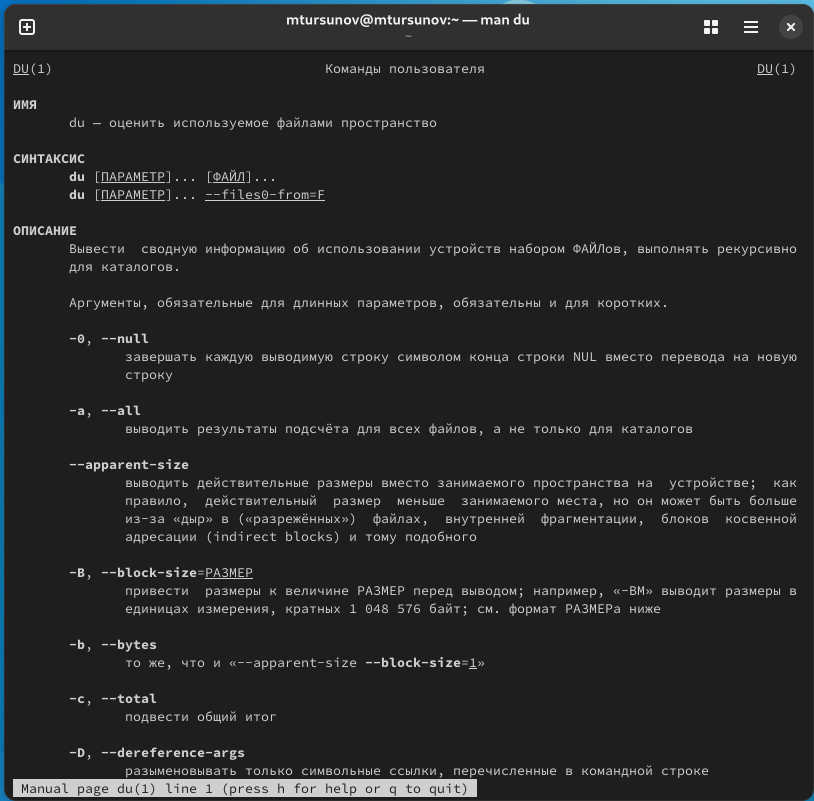 mtursunov@mtursunov:~ — man du
~
DU(1) Команды пользователя DU(1)
ИМЯ
du — оценить используемое файлами пространство
СИНТАКСИС
du [ПАРАМЕТР]... [ФАЙЛ]...
du [ПАРАМЕТР]... --files0-from=F
ОПИСАНИЕ
Вывести сводную информацию об использовании устройств набором ФАЙЛов, выполнять рекурсивно
для каталогов.
Аргументы, обязательные для длинных параметров, обязательны и для коротких.
-0, --null
завершать каждую выводимую строку символом конца строки NUL вместо перевода на новую
строку
-a, --all
выводить результаты подсчёта для всех файлов, а не только для каталогов
--apparent-size
выводить действительные размеры вместо занимаемого пространства на устройстве; как
правило, действительный размер меньше занимаемого места, но он может быть больше
из-за «дыр» в («разрежённых») файлах, внутренней фрагментации, блоков косвенной
адресации (indirect blocks) и тому подобного
-B, --block-size=РАЗМЕР
привести размеры к величине РАЗМЕР перед выводом; например, «-BM» выводит размеры в
единицах измерения, кратных 1 048 576 байт; см. формат РАЗМЕРа ниже
-b, --bytes
то же, что и «--apparent-size --block-size=1»
-c, --total
подвести общий итог
-D, --dereference-args
разыменовывать только символьные ссылки, перечисленные в командной строке
Manual page du(1) line 1 (press h for help or q to quit)